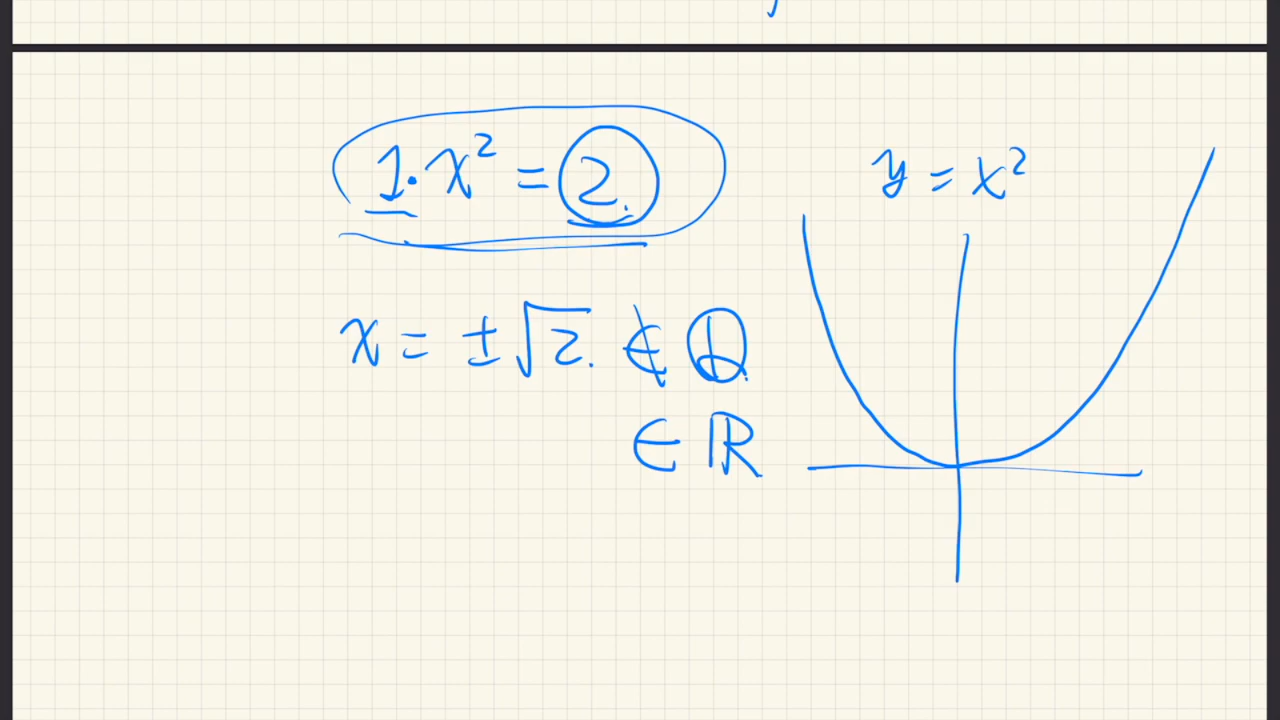 1·x² = 2.
x = ±√2. ∉ ℚ.
∈ ℝ
y = x²